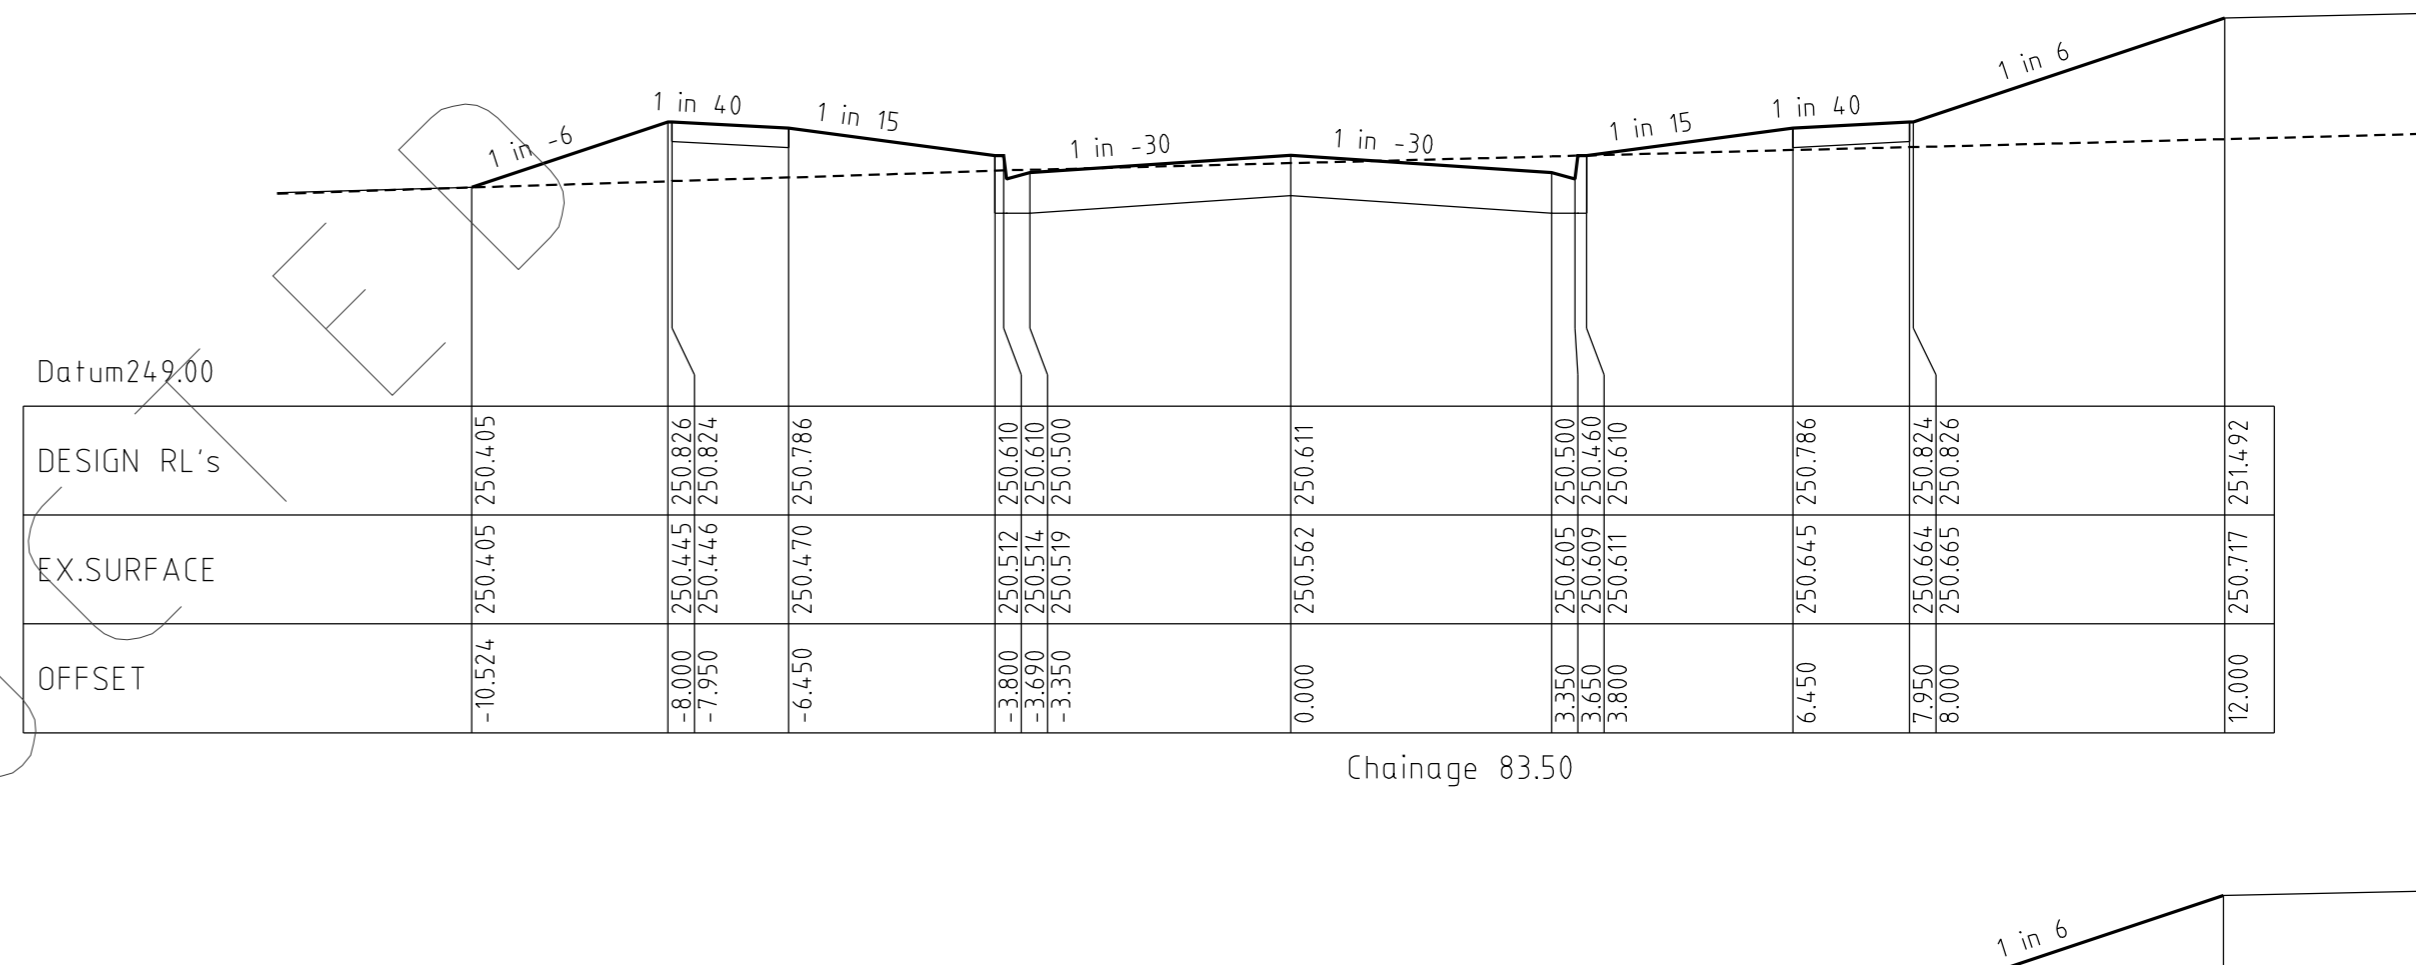 1 in 6
1 in -6
1 in 40
1 in 15
1 in -30
1 in -30
1 in 15
1 in 40
Datum249.00
DESIGN RL's 250.405 250.826 250.824 250.786 250.610 250.610 250.500 250.611 250.500 250.460 250.610 250.786 250.824 250.826 251.492
EX.SURFACE 250.405 250.445 250.446 250.470 250.512 250.514 250.519 250.562 250.605 250.609 250.611 250.645 250.664 250.665 250.717
OFFSET -10.524 -8.000 -7.950 -6.450 -3.800 -3.690 -3.350 0.000 3.350 3.650 3.800 6.450 7.950 8.000 12.000
Chainage 83.50
1 in 6
CTED